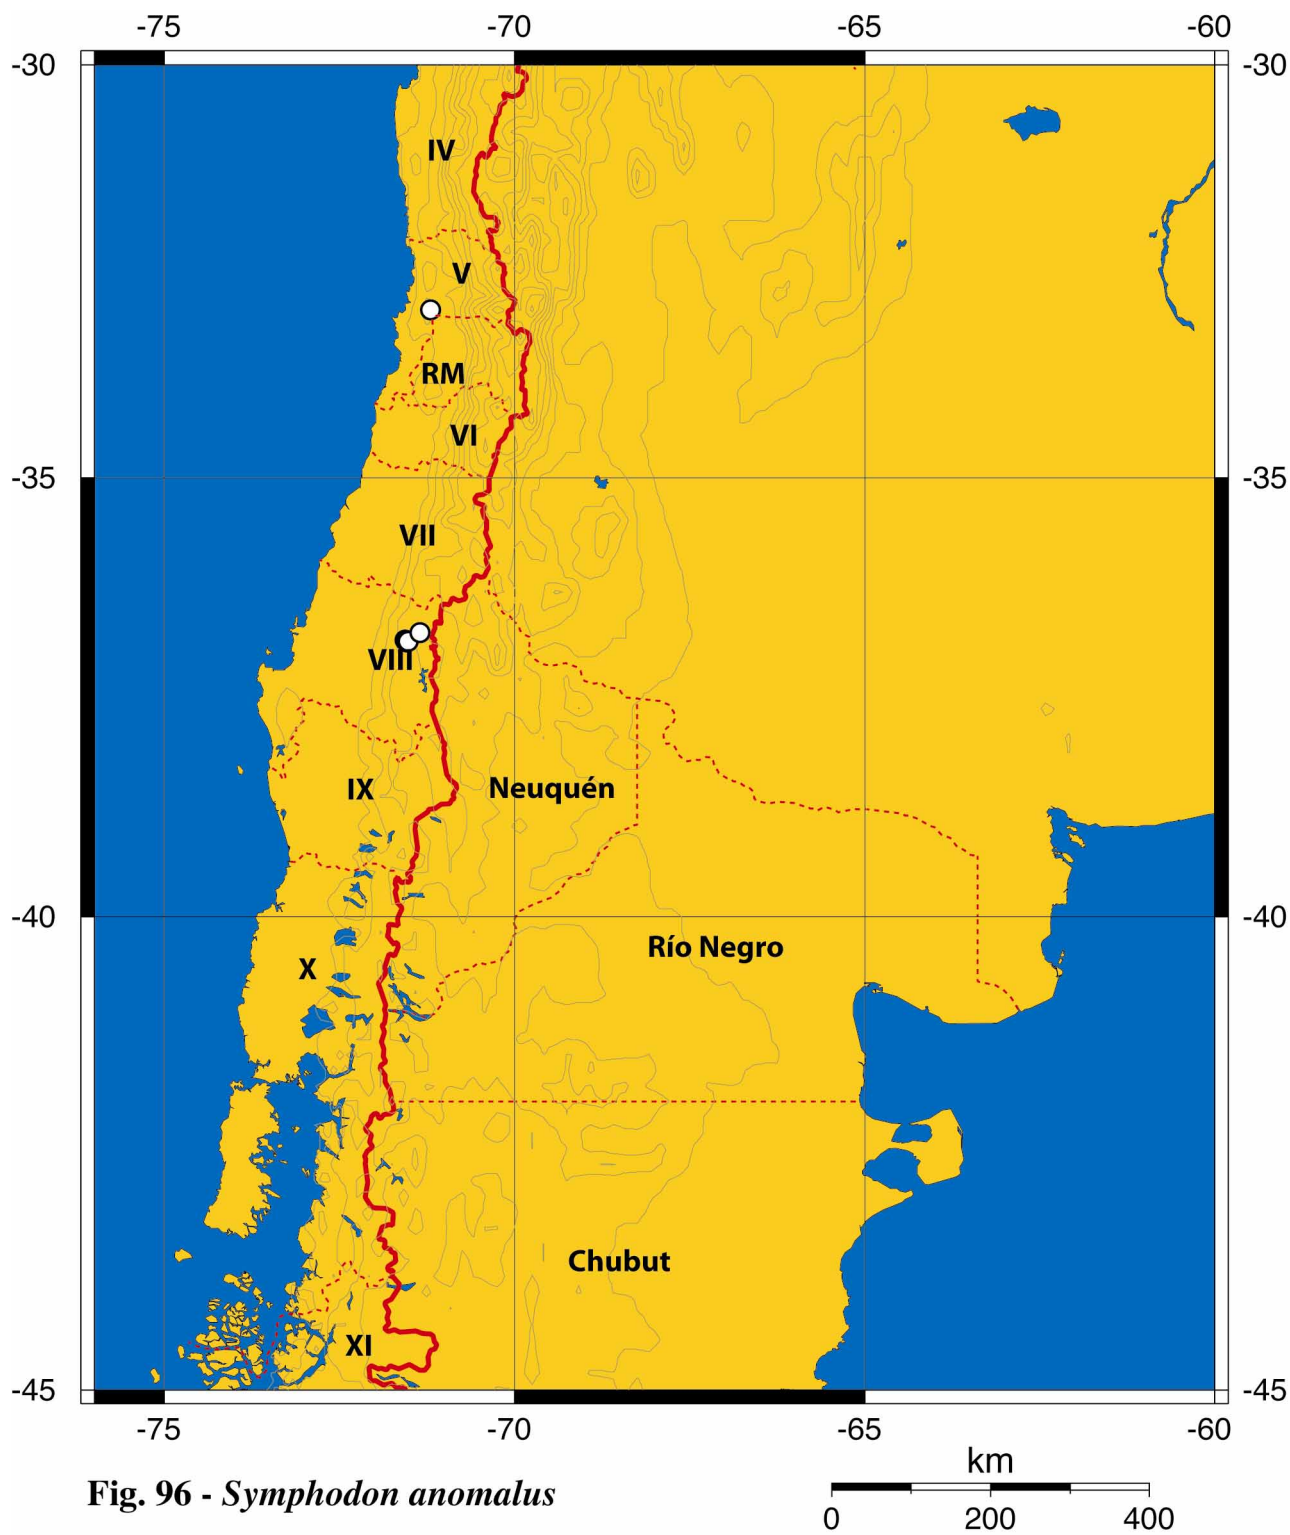 -75 -70 -65 -60
-30 -30
IV
V
RM
VI
-35 -35
VII
VIII
IX Neuquén
-40 -40
Río Negro
X
Chubut
XI
-45 -45
-75 -70 -65 -60
km
Fig. 96 - Symphodon anomalus
0 200 400